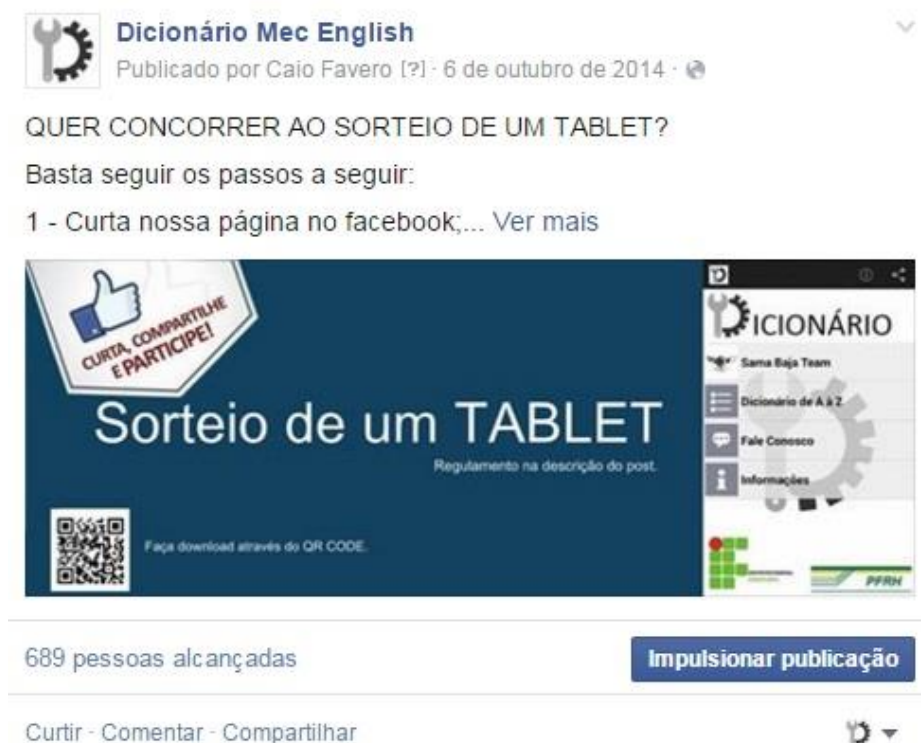 Dicionário Mec English
Publicado por Caio Favero [?] · 6 de outubro de 2014 ·
QUER CONCORRER AO SORTEIO DE UM TABLET?
Basta seguir os passos a seguir:
1 - Curta nossa página no facebook;... Ver mais
CURTA, COMPARTILHE
E PARTICIPE!
Sorteio de um TABLET
Regulamento na descrição do post.
Faça download através do QR CODE.
DICIONÁRIO
Sama Baja Team
Dicionário de A à Z
Fale Conosco
Informações
PFRH
689 pessoas alcançadas
Impulsionar publicação
Curtir · Comentar · Compartilhar